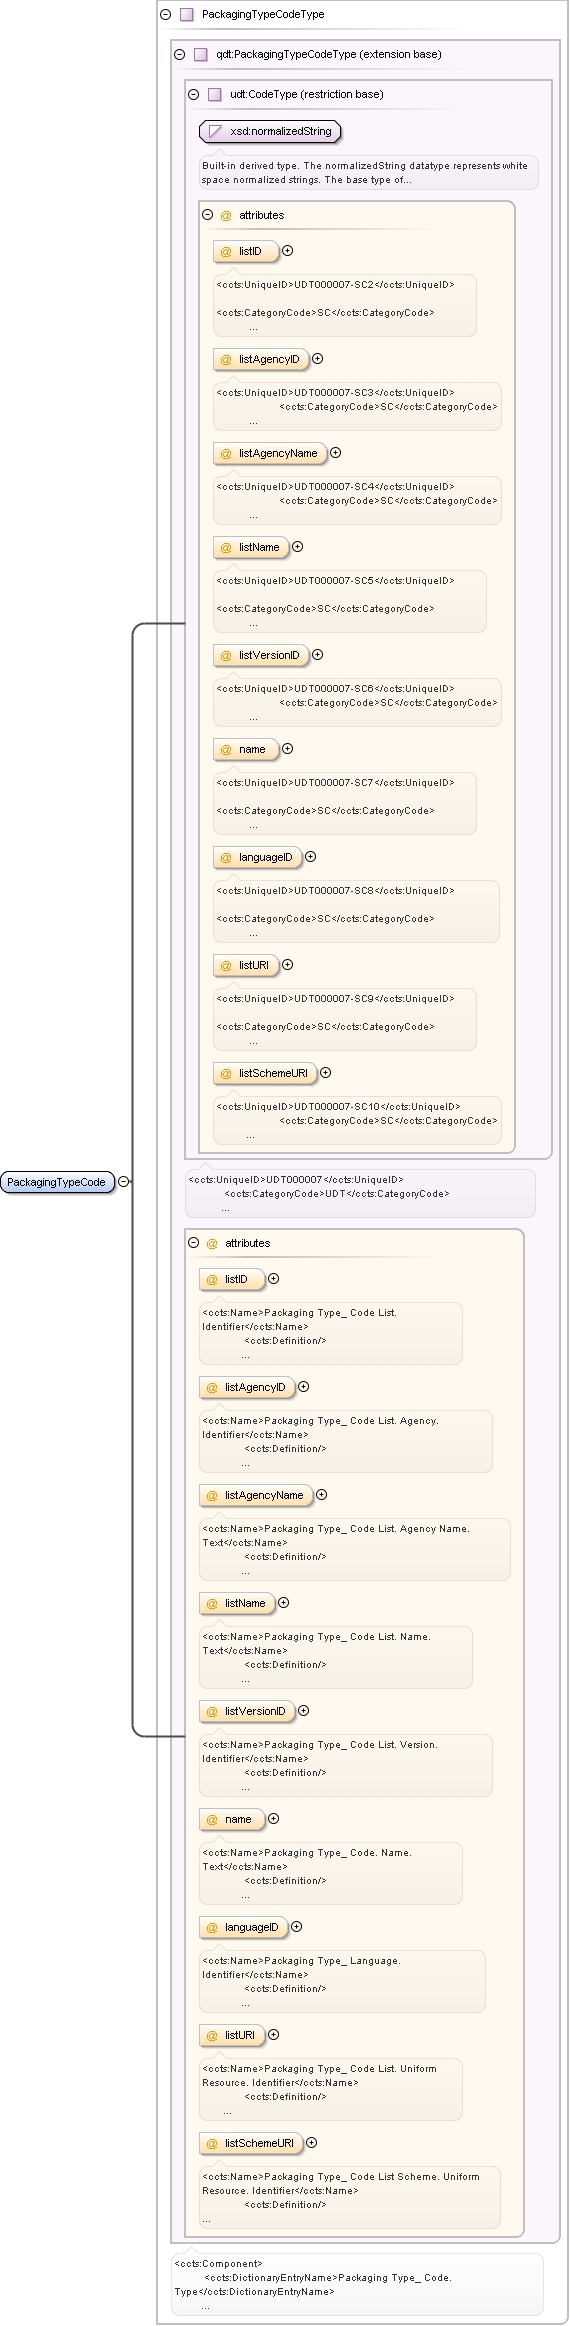 PackagingTypeCodeType
qdt:PackagingTypeCodeType (extension base)
udt:CodeType (restriction base)
xsd:normalizedString
Built-in derived type. The normalizedString datatype represents white
space normalized strings. The base type of...
@ attributes
@ listID
<ccts:UniqueID>UDT000007-SC2</ccts:UniqueID>
<ccts:CategoryCode>SC</ccts:CategoryCode>
...
@ listAgencyID
<ccts:UniqueID>UDT000007-SC3</ccts:UniqueID>
<ccts:CategoryCode>SC</ccts:CategoryCode>
...
@ listAgencyName
<ccts:UniqueID>UDT000007-SC4</ccts:UniqueID>
<ccts:CategoryCode>SC</ccts:CategoryCode>
...
@ listName
<ccts:UniqueID>UDT000007-SC5</ccts:UniqueID>
<ccts:CategoryCode>SC</ccts:CategoryCode>
...
@ listVersionID
<ccts:UniqueID>UDT000007-SC6</ccts:UniqueID>
<ccts:CategoryCode>SC</ccts:CategoryCode>
...
@ name
<ccts:UniqueID>UDT000007-SC7</ccts:UniqueID>
<ccts:CategoryCode>SC</ccts:CategoryCode>
...
@ languageID
<ccts:UniqueID>UDT000007-SC8</ccts:UniqueID>
<ccts:CategoryCode>SC</ccts:CategoryCode>
...
@ listURI
<ccts:UniqueID>UDT000007-SC9</ccts:UniqueID>
<ccts:CategoryCode>SC</ccts:CategoryCode>
...
@ listSchemeURI
<ccts:UniqueID>UDT000007-SC10</ccts:UniqueID>
<ccts:CategoryCode>SC</ccts:CategoryCode>
...
PackagingTypeCode
<ccts:UniqueID>UDT000007</ccts:UniqueID>
<ccts:CategoryCode>UDT</ccts:CategoryCode>
...
@ attributes
@ listID
<ccts:Name>Packaging Type_ Code List.
Identifier</ccts:Name>
<ccts:Definition/>
...
@ listAgencyID
<ccts:Name>Packaging Type_ Code List. Agency.
Identifier</ccts:Name>
<ccts:Definition/>
...
@ listAgencyName
<ccts:Name>Packaging Type_ Code List. Agency Name.
Text</ccts:Name>
<ccts:Definition/>
...
@ listName
<ccts:Name>Packaging Type_ Code List. Name.
Text</ccts:Name>
<ccts:Definition/>
...
@ listVersionID
<ccts:Name>Packaging Type_ Code List. Version.
Identifier</ccts:Name>
<ccts:Definition/>
...
@ name
<ccts:Name>Packaging Type_ Code. Name.
Text</ccts:Name>
<ccts:Definition/>
...
@ languageID
<ccts:Name>Packaging Type_ Language.
Identifier</ccts:Name>
<ccts:Definition/>
...
@ listURI
<ccts:Name>Packaging Type_ Code List. Uniform
Resource. Identifier</ccts:Name>
<ccts:Definition/>
...
@ listSchemeURI
<ccts:Name>Packaging Type_ Code List Scheme. Uniform
Resource. Identifier</ccts:Name>
<ccts:Definition/>
...
<ccts:Component>
<ccts:DictionaryEntryName>Packaging Type_ Code.
Type</ccts:DictionaryEntryName>
...